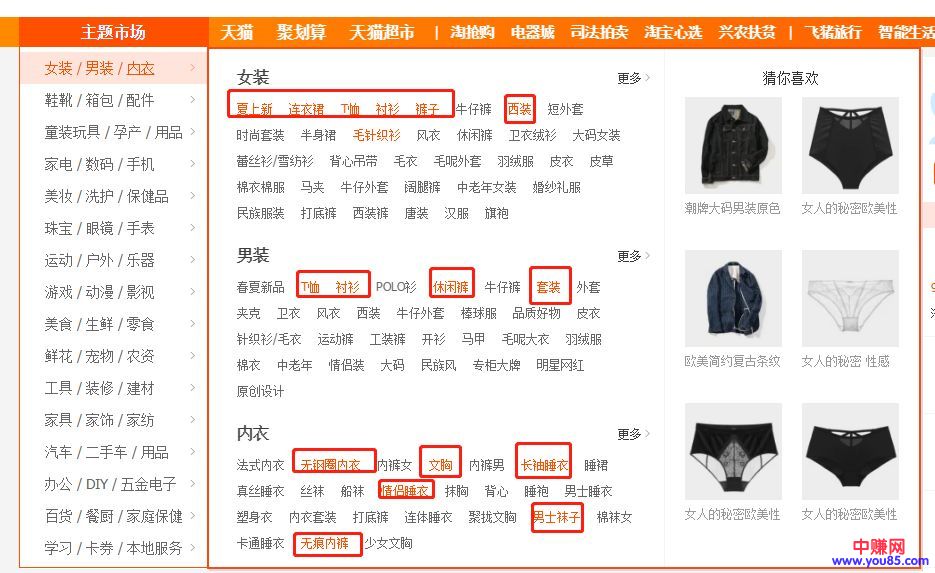 主题市场
天猫 聚划算 天猫超市 | 淘抢购 电器城 司法拍卖 淘宝心选 兴农扶贫 | 飞猪旅行 智能生活
女装 / 男装 / 内衣
鞋靴 / 箱包 / 配件
童装玩具 / 孕产 / 用品
家电 / 数码 / 手机
美妆 / 洗护 / 保健品
珠宝 / 眼镜 / 手表
运动 / 户外 / 乐器
游戏 / 动漫 / 影视
美食 / 生鲜 / 零食
鲜花 / 宠物 / 农资
工具 / 装修 / 建材
家具 / 家饰 / 家纺
汽车 / 二手车 / 用品
办公 / DIY / 五金电子
百货 / 餐厨 / 家庭保健
学习 / 卡券 / 本地服务
女装 更多
夏上新 连衣裙 T恤 衬衫 裤子 牛仔裤 西装 短外套
时尚套装 半身裙 毛针织衫 风衣 休闲裤 卫衣绒衫 大码女装
蕾丝衫/雪纺衫 背心吊带 毛衣 毛呢外套 羽绒服 皮衣 皮草
棉衣棉服 马夹 牛仔外套 阔腿裤 中老年女装 婚纱礼服
民族服装 打底裤 西装裤 唐装 汉服 旗袍
男装 更多
春夏新品 T恤 衬衫 POLO衫 休闲裤 牛仔裤 套装 外套
夹克 卫衣 风衣 西装 牛仔外套 棒球服 品质好物 皮衣
针织衫/毛衣 运动裤 工装裤 开衫 马甲 毛呢大衣 羽绒服
棉衣 中老年 情侣装 大码 民族风 专柜大牌 明星网红
原创设计
内衣 更多
法式内衣 无钢圈内衣 内裤女 文胸 内裤男 长袖睡衣 睡裙
真丝睡衣 丝袜 船袜 情侣睡衣 抹胸 背心 睡袍 男士睡衣
塑身衣 内衣套装 打底裤 连体睡衣 聚拢文胸 男士袜子 棉袜女
卡通睡衣 无痕内裤 少女文胸
猜你喜欢
潮牌大码男装原色 女人的秘密欧美性
欧美简约复古条纹 女人的秘密 性感
女人的秘密欧美性 女人的秘密欧美性
中赚网
www.you85.com